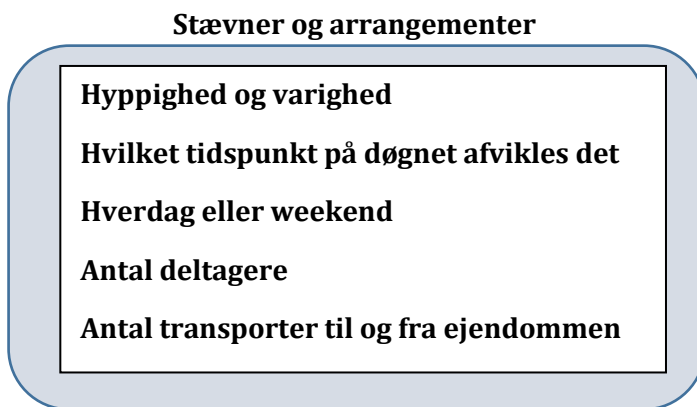 Stævner og arrangementer
Hyppighed og varighed
Hvilket tidspunkt på døgnet afvikles det
Hverdag eller weekend
Antal deltagere
Antal transporter til og fra ejendommen